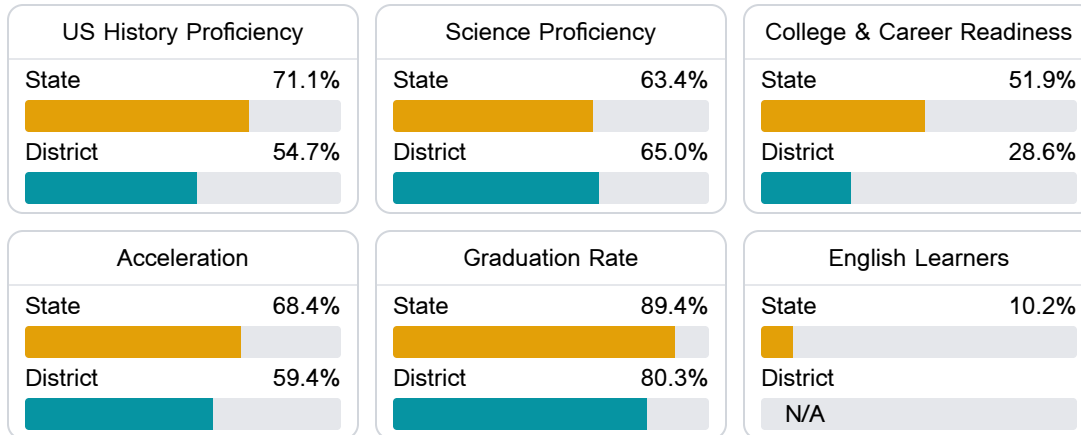 US History Proficiency
State 71.1%
District 54.7%
Science Proficiency
State 63.4%
District 65.0%
College & Career Readiness
State 51.9%
District 28.6%
Acceleration
State 68.4%
District 59.4%
Graduation Rate
State 89.4%
District 80.3%
English Learners
State 10.2%
District
N/A